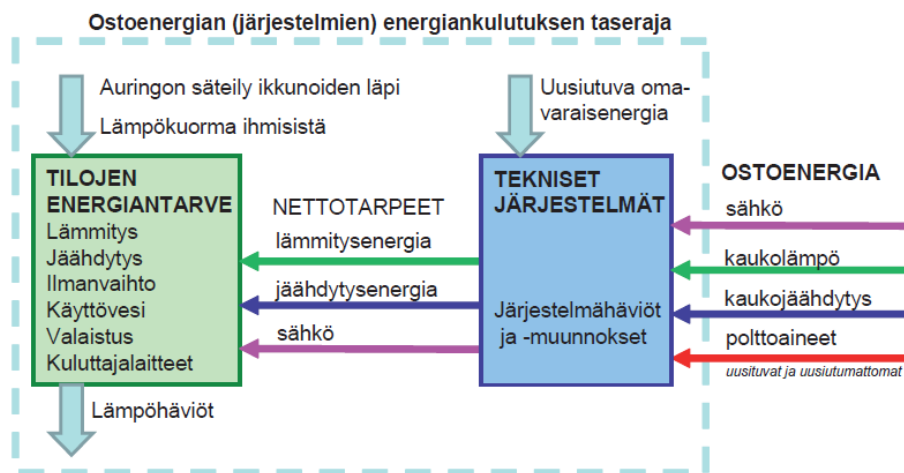 Ostoenergian (järjestelmien) energiankulutuksen taseraja
Auringon säteily ikkunoiden läpi
Lämpökuorma ihmisistä
Uusiutuva oma-
varaisenergia
TILOJEN
ENERGIANTARVE
Lämmitys
Jäähdytys
Ilmanvaihto
Käyttövesi
Valaistus
Kuluttajalaitteet
NETTOTARPEET
lämmitysenergia
jäähdytysenergia
sähkö
TEKNISET
JÄRJESTELMÄT
Järjestelmähäviöt
ja -muunnokset
OSTOENERGIA
sähkö
kaukolämpö
kaukojäähdytys
polttoaineet
uusituvat ja uusiutumattomat
Lämpöhäviöt